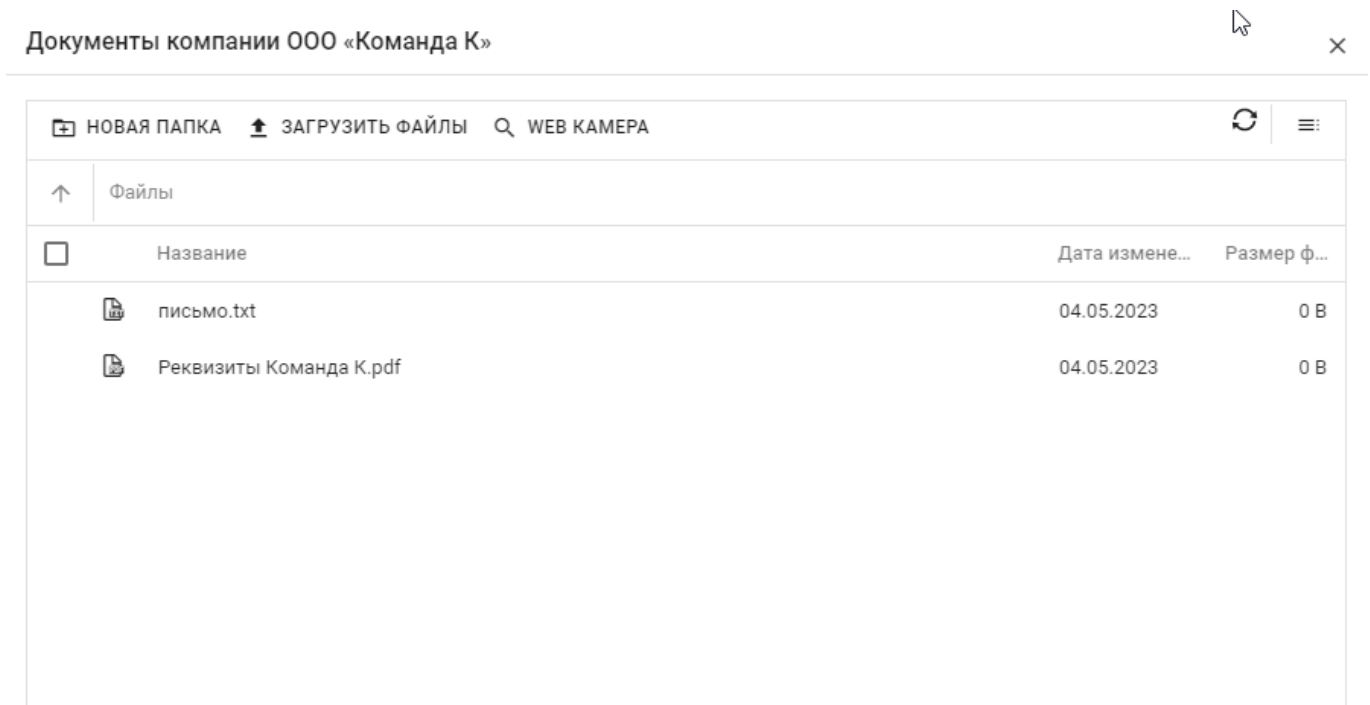 Документы компании ООО «Команда К»
НОВАЯ ПАПКА ЗАГРУЗИТЬ ФАЙЛЫ WEB КАМЕРА
Файлы
Название Дата измене... Размер ф...
письмо.txt 04.05.2023 0 B
Реквизиты Команда К.pdf 04.05.2023 0 B